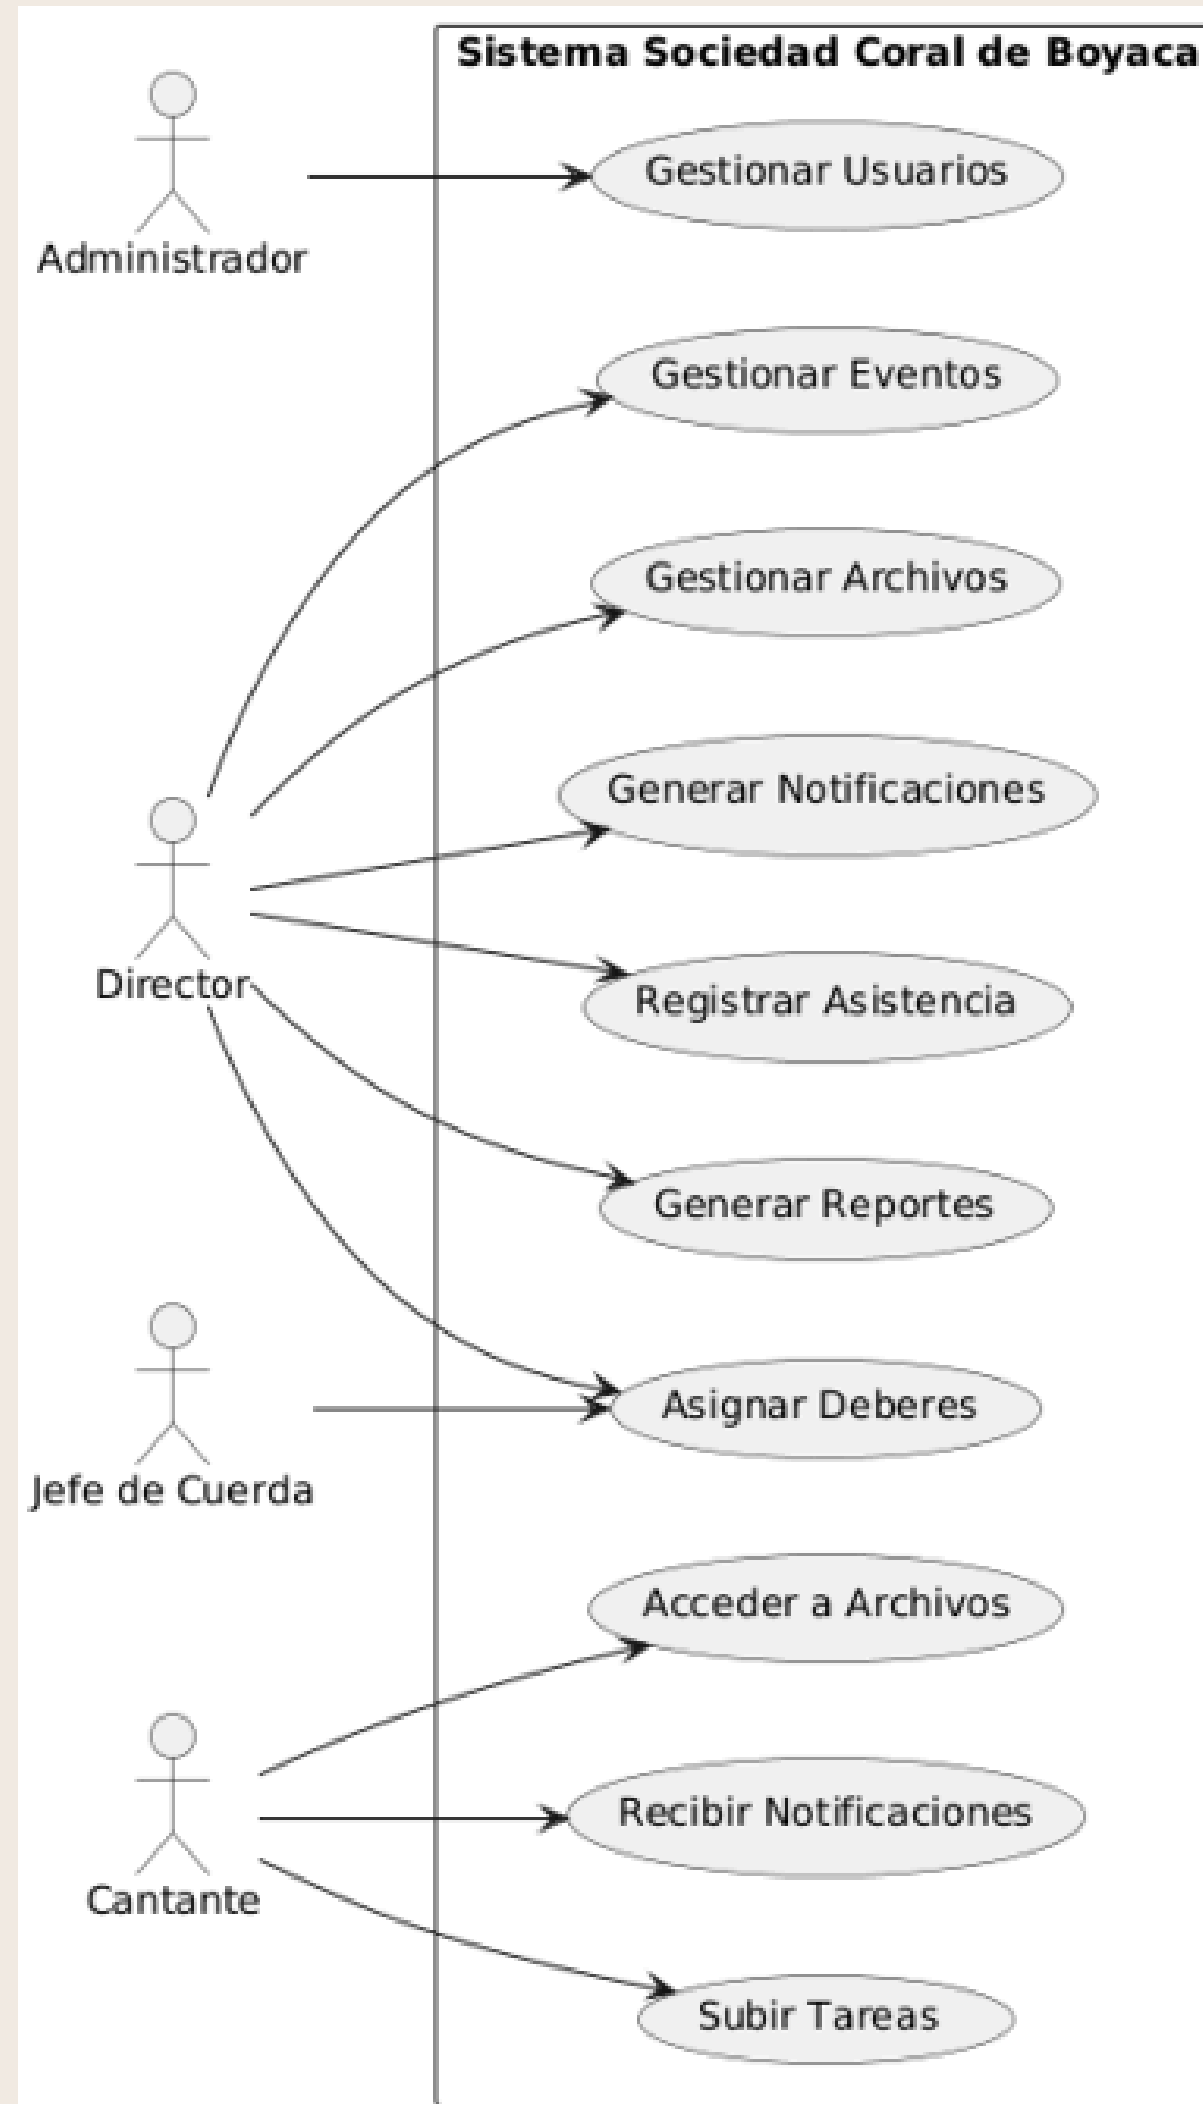 Sistema Sociedad Coral de Boyaca
Administrador
Gestionar Usuarios
Gestionar Eventos
Gestionar Archivos
Generar Notificaciones
Director
Registrar Asistencia
Generar Reportes
Asignar Deberes
Jefe de Cuerda
Acceder a Archivos
Recibir Notificaciones
Cantante
Subir Tareas